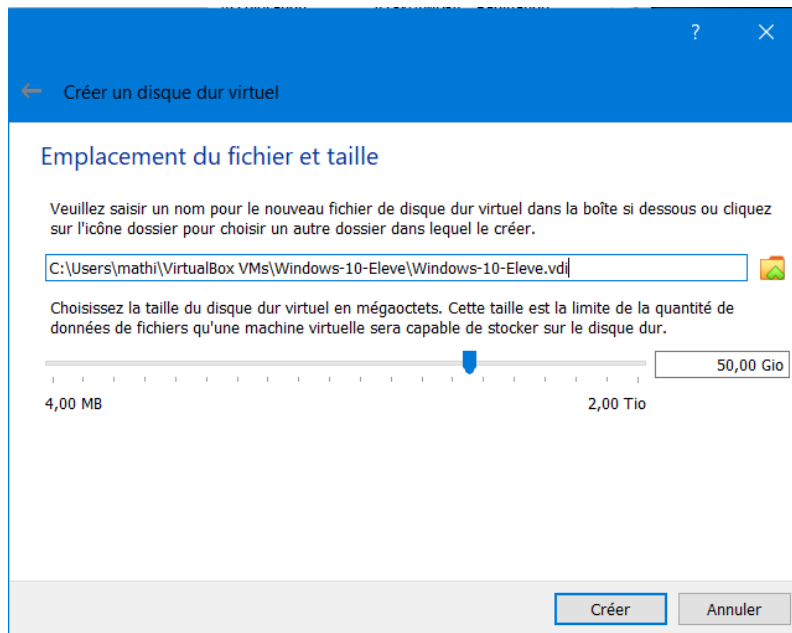 ?
Créer un disque dur virtuel
Emplacement du fichier et taille
Veuillez saisir un nom pour le nouveau fichier de disque dur virtuel dans la boîte si dessous ou cliquez
sur l'icône dossier pour choisir un autre dossier dans lequel le créer.
C:\Users\mathi\VirtualBox VMs\Windows-10-Eleve\Windows-10-Eleve.vdi
Choisissez la taille du disque dur virtuel en mégaoctets. Cette taille est la limite de la quantité de
données de fichiers qu'une machine virtuelle sera capable de stocker sur le disque dur.
50,00 Gio
4,00 MB 2,00 Tio
Créer Annuler